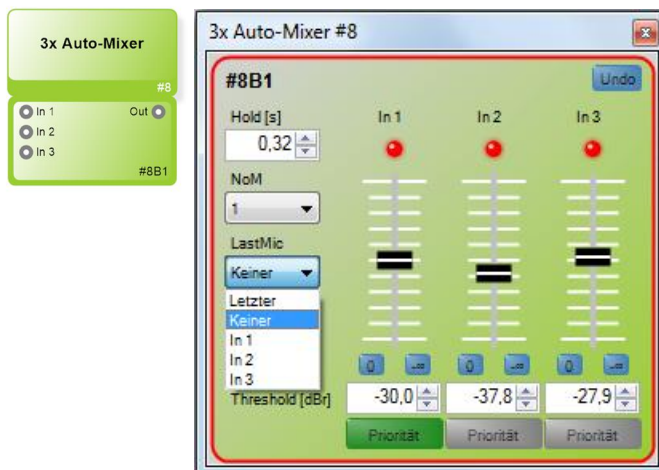 3x Auto-Mixer
#8
In 1 Out
In 2
In 3
#8B1
3x Auto-Mixer #8
#8B1 Undo
Hold [s] In 1 In 2 In 3
0,32
NoM
1
LastMic
Keiner
Letzter
Keiner
In 1
In 2
In 3
0 -∞ 0 -∞ 0 -∞
Threshold [dBr] -30,0 -37,8 -27,9
Priorität Priorität Priorität